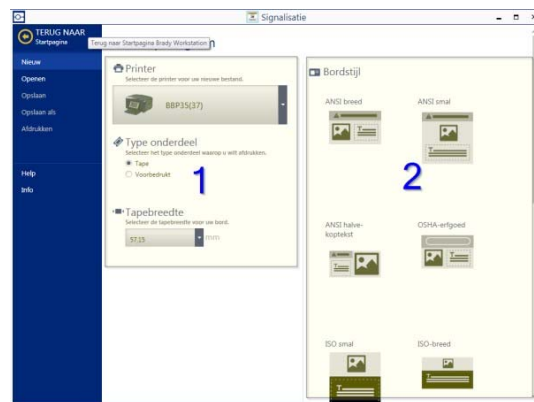 Signalisatie
TERUG NAAR
Startpagina
Terug naar Startpagina Brady Workstation
Nieuw
Openen
Opslaan
Opslaan als
Afdrukken
Help
Info
Printer
Selecteer de printer voor uw nieuwe bestand.
BBP35(37)
Type onderdeel
Selecteer het type onderdeel waarop u wilt afdrukken.
Tape
Voorbedrukt
1
Tapebreedte
Selecteer de tapebreedte voor uw bord.
57,15
mm
Bordstijl
ANSI breed
ANSI smal
2
ANSI halve-
koptekst
OSHA-erfgoed
ISO smal
ISO-breed